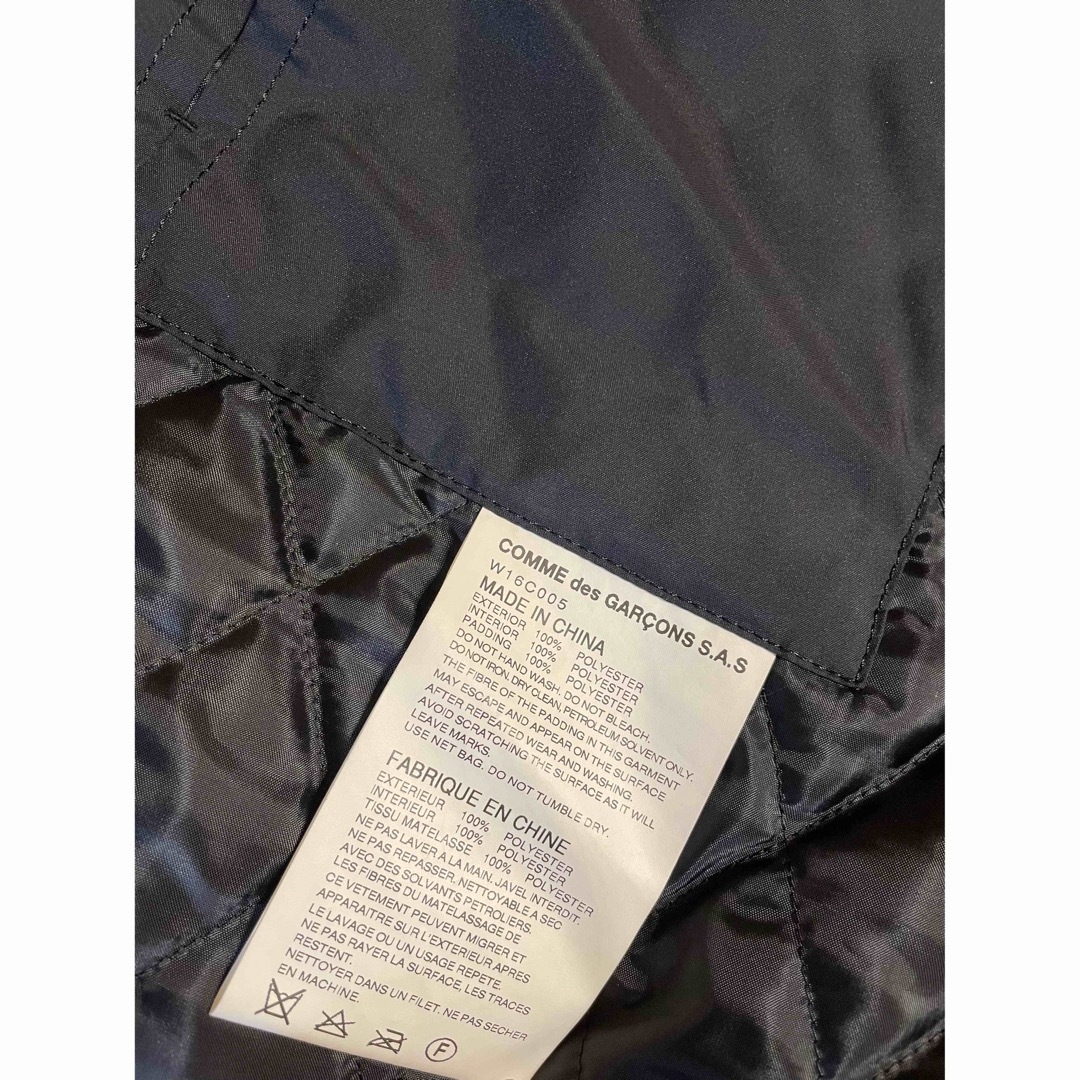 COMME des GARÇONS S.A.S
W16C005
MADE IN CHINA
EXTERIOR 100% POLYESTER
INTERIOR 100% POLYESTER
PADDING 100% POLYESTER
DO NOT HAND WASH. DO NOT BLEACH.
DO NOT IRON. DRY CLEAN, PETROLEUM SOLVENT ONLY.
THE FIBRE OF THE PADDING IN THIS GARMENT
MAY ESCAPE AND APPEAR ON THE SURFACE
AFTER REPEATED WEAR AND WASHING.
AVOID SCRATCHING THE SURFACE AS IT WILL
LEAVE MARKS.
USE NET BAG. DO NOT TUMBLE DRY.
FABRIQUE EN CHINE
EXTERIEUR 100% POLYESTER
INTERIEUR 100% POLYESTER
TISSU MATELASSE 100% POLYESTER
NE PAS LAVER A LA MAIN. JAVEL INTERDIT.
NE PAS REPASSER, NETTOYABLE A SEC
AVEC DES SOLVANTS PETROLIERS.
LES FIBRES DU MATELASSAGE DE
CE VETEMENT PEUVENT MIGRER ET
APPARAITRE SUR L'EXTERIEUR APRES
LE LAVAGE OU UN USAGE REPETE.
NE PAS RAYER LA SURFACE, LES TRACES
RESTENT.
NETTOYER DANS UN FILET. NE PAS SECHER
EN MACHINE.
F